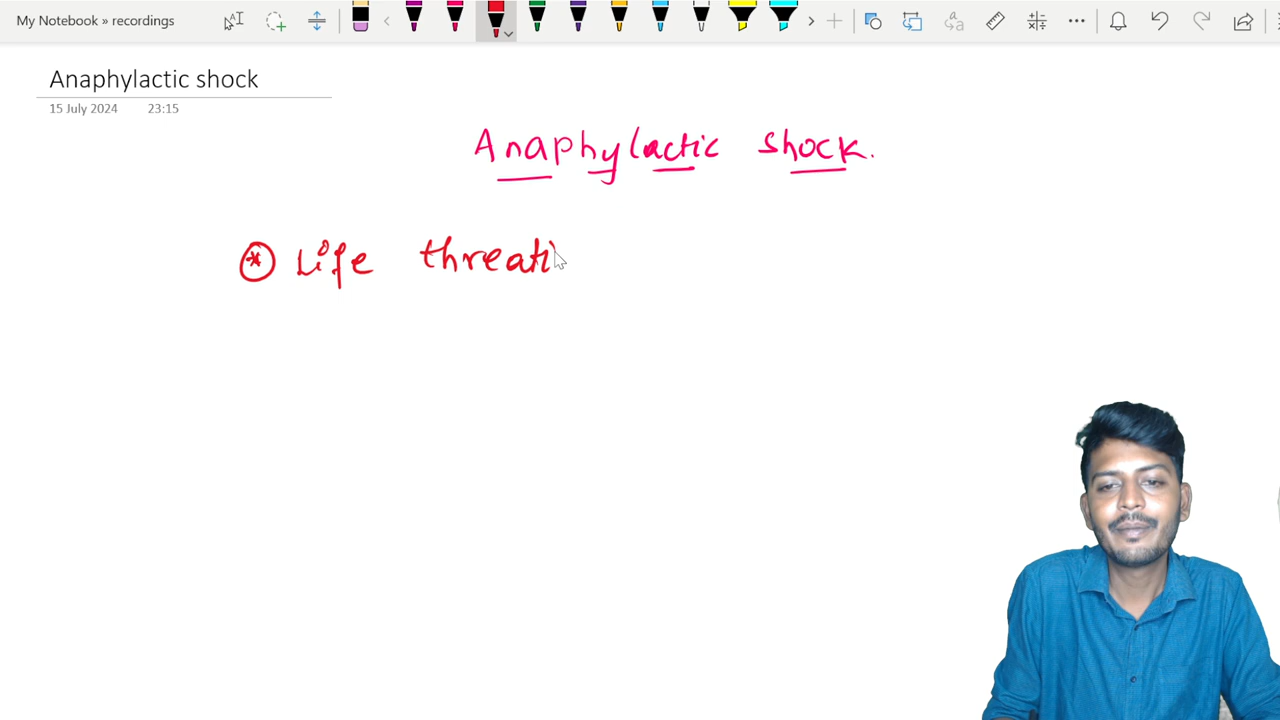 My Notebook » recordings
Anaphylactic shock
15 July 2024 23:15
Anaphylactic shock.
* Life threati